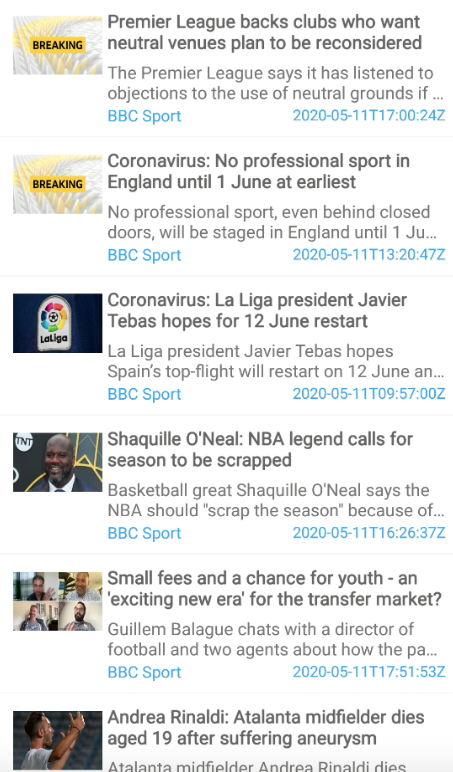 Premier League backs clubs who want
neutral venues plan to be reconsidered
BREAKING
The Premier League says it has listened to
objections to the use of neutral grounds if ...
BBC Sport 2020-05-11T17:00:24Z
Coronavirus: No professional sport in
England until 1 June at earliest
BREAKING
No professional sport, even behind closed
doors, will be staged in England until 1 Ju...
BBC Sport 2020-05-11T13:20:47Z
Coronavirus: La Liga president Javier
Tebas hopes for 12 June restart
LaLiga
La Liga president Javier Tebas hopes
Spain's top-flight will restart on 12 June an...
BBC Sport 2020-05-11T09:57:00Z
Shaquille O'Neal: NBA legend calls for
season to be scrapped
TNT
Basketball great Shaquille O'Neal says the
NBA should "scrap the season" because of...
BBC Sport 2020-05-11T16:26:37Z
Small fees and a chance for youth - an
'exciting new era' for the transfer market?
Guillem Balague chats with a director of
football and two agents about how the pa...
BBC Sport 2020-05-11T17:51:53Z
Andrea Rinaldi: Atalanta midfielder dies
aged 19 after suffering aneurysm
Atalanta midfielder Andrea Rinaldi dies